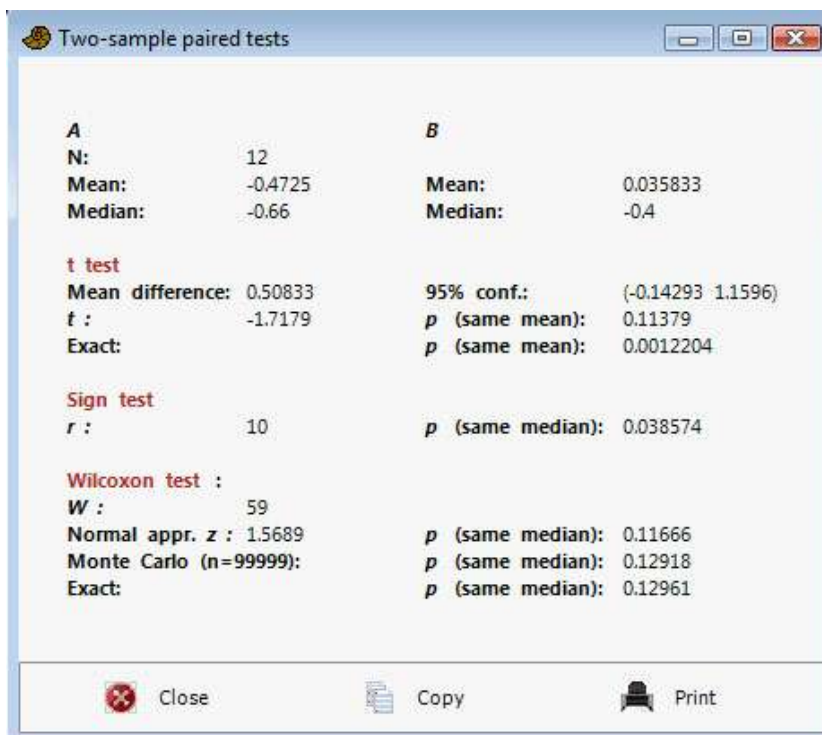 Two-sample paired tests
A B
N: 12
Mean: -0.4725 Mean: 0.035833
Median: -0.66 Median: -0.4
t test
Mean difference: 0.50833 95% conf.: (-0.14293 1.1596)
t : -1.7179 p (same mean): 0.11379
Exact: p (same mean): 0.0012204
Sign test
r : 10 p (same median): 0.038574
Wilcoxon test :
W : 59
Normal appr. z : 1.5689 p (same median): 0.11666
Monte Carlo (n=99999): p (same median): 0.12918
Exact: p (same median): 0.12961
Close Copy Print